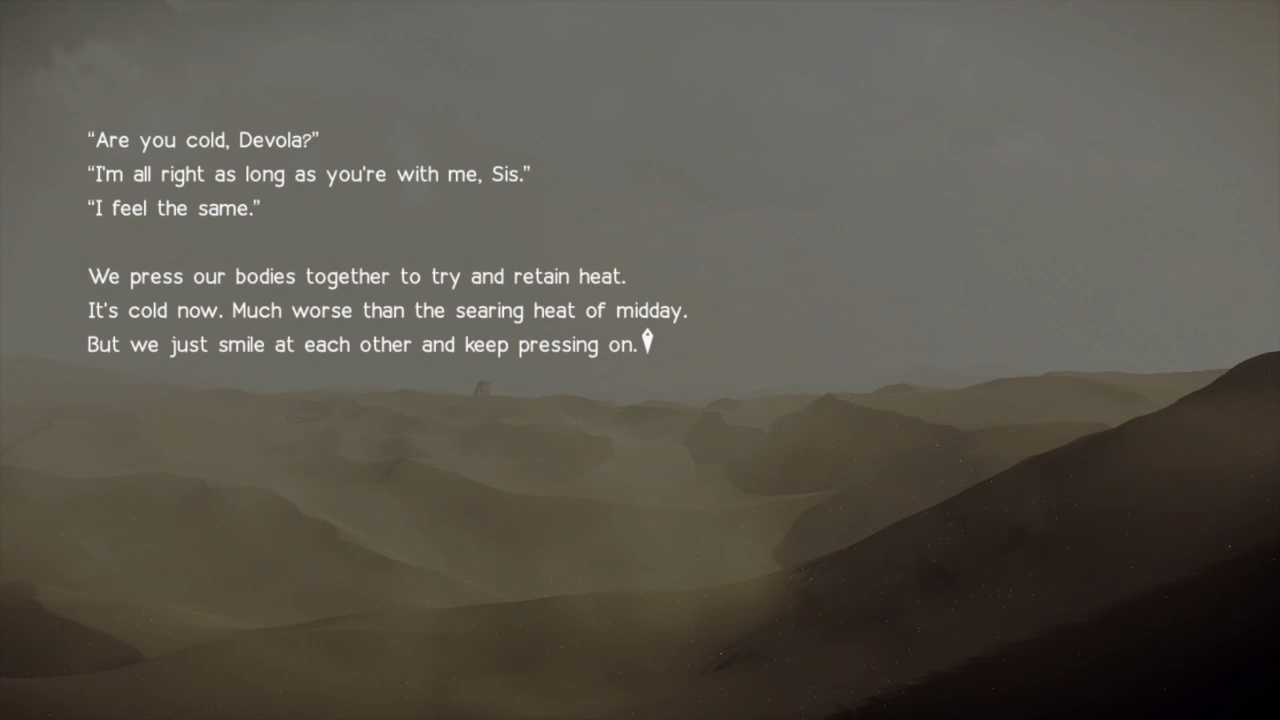 “Are you cold, Devola?”
“I'm all right as long as you're with me, Sis.”
“I feel the same.”
We press our bodies together to try and retain heat.
It's cold now. Much worse than the searing heat of midday.
But we just smile at each other and keep pressing on.